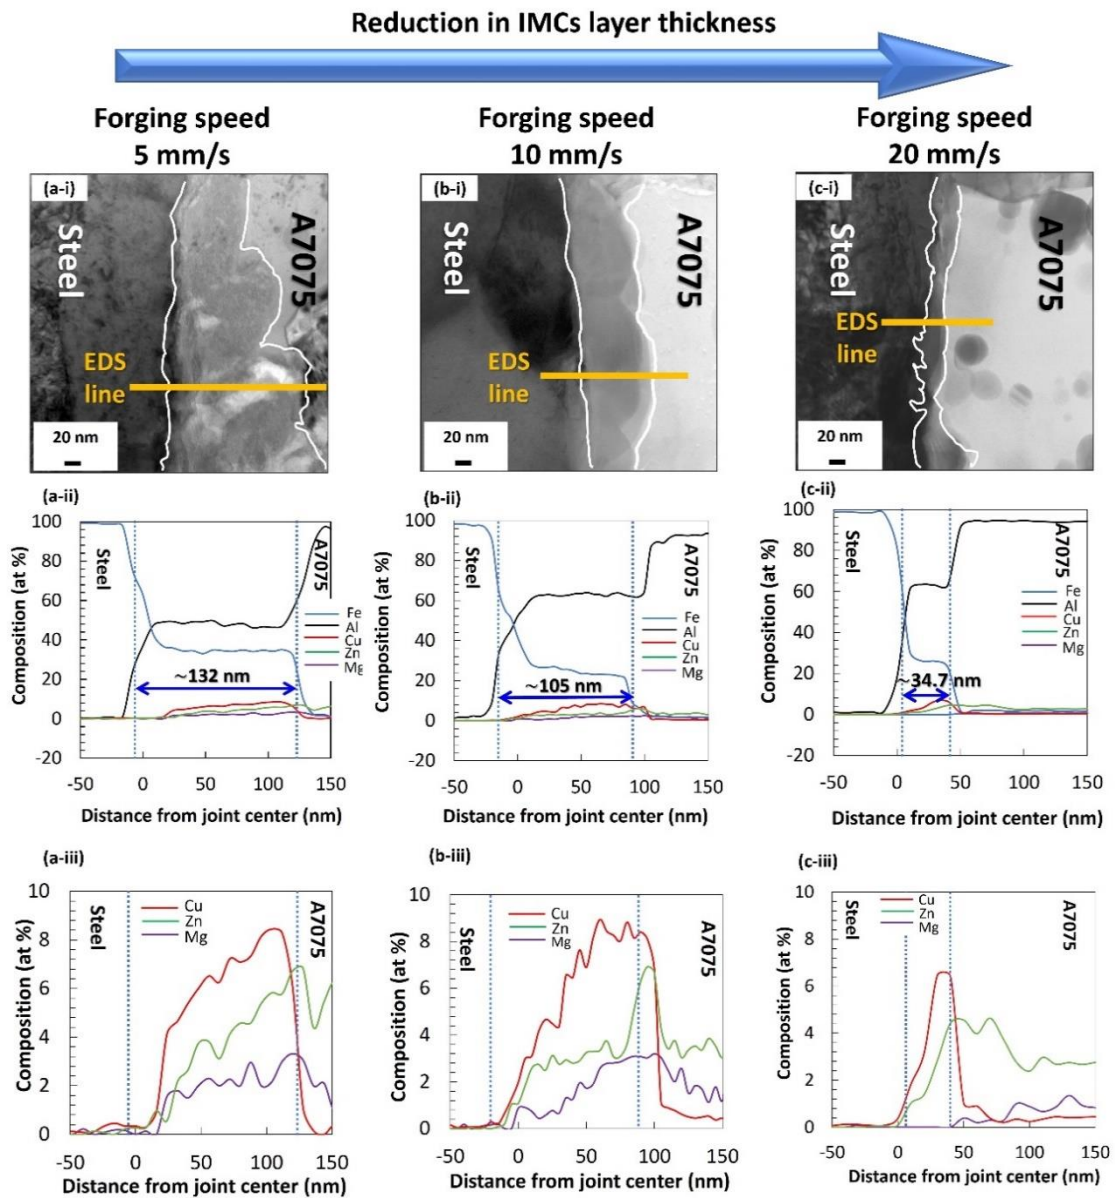 Reduction in IMCs layer thickness
Forging speed
5 mm/s
Forging speed
10 mm/s
Forging speed
20 mm/s
(a-i)
Steel
A7075
EDS
line
20 nm
(b-i)
Steel
A7075
EDS
line
20 nm
(c-i)
Steel
A7075
EDS
line
20 nm
(a-ii)
Composition (at %)
100
80
60
40
20
0
-20
Steel
A7075
Fe
Al
Cu
Zn
Mg
~132 nm
-50 0 50 100 150
Distance from joint center (nm)
(b-ii)
Composition (at %)
100
80
60
40
20
0
-20
Steel
A7075
Fe
Al
Cu
Zn
Mg
~105 nm
-50 0 50 100 150
Distance from joint center (nm)
(c-ii)
Composition (at %)
100
80
60
40
20
0
-20
Steel
A7075
Fe
Al
Cu
Zn
Mg
~34.7 nm
-50 0 50 100 150
Distance from joint center (nm)
(a-iii)
Composition (at %)
10
8
6
4
2
0
Steel
A7075
Cu
Zn
Mg
-50 0 50 100 150
Distance from joint center (nm)
(b-iii)
Composition (at %)
10
8
6
4
2
0
Steel
A7075
Cu
Zn
Mg
-50 0 50 100 150
Distance from joint center (nm)
(c-iii)
Composition (at %)
10
8
6
4
2
0
Steel
A7075
Cu
Zn
Mg
-50 0 50 100 150
Distance from joint center (nm)